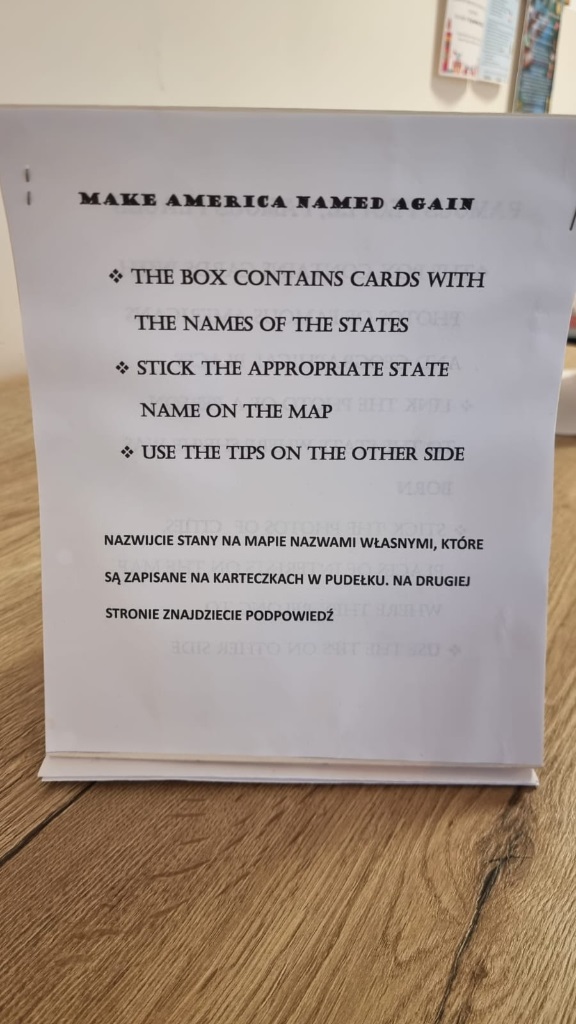 MAKE AMERICA NAMED AGAIN
❖ THE BOX CONTAINS CARDS WITH
THE NAMES OF THE STATES
❖ STICK THE APPROPRIATE STATE
NAME ON THE MAP
❖ USE THE TIPS ON THE OTHER SIDE
NAZWIJCIE STANY NA MAPIE NAZWAMI WŁASNYMI, KTÓRE
SĄ ZAPISANE NA KARTECZKACH W PUDEŁKU. NA DRUGIEJ
STRONIE ZNAJDZIECIE PODPOWIEDŹ